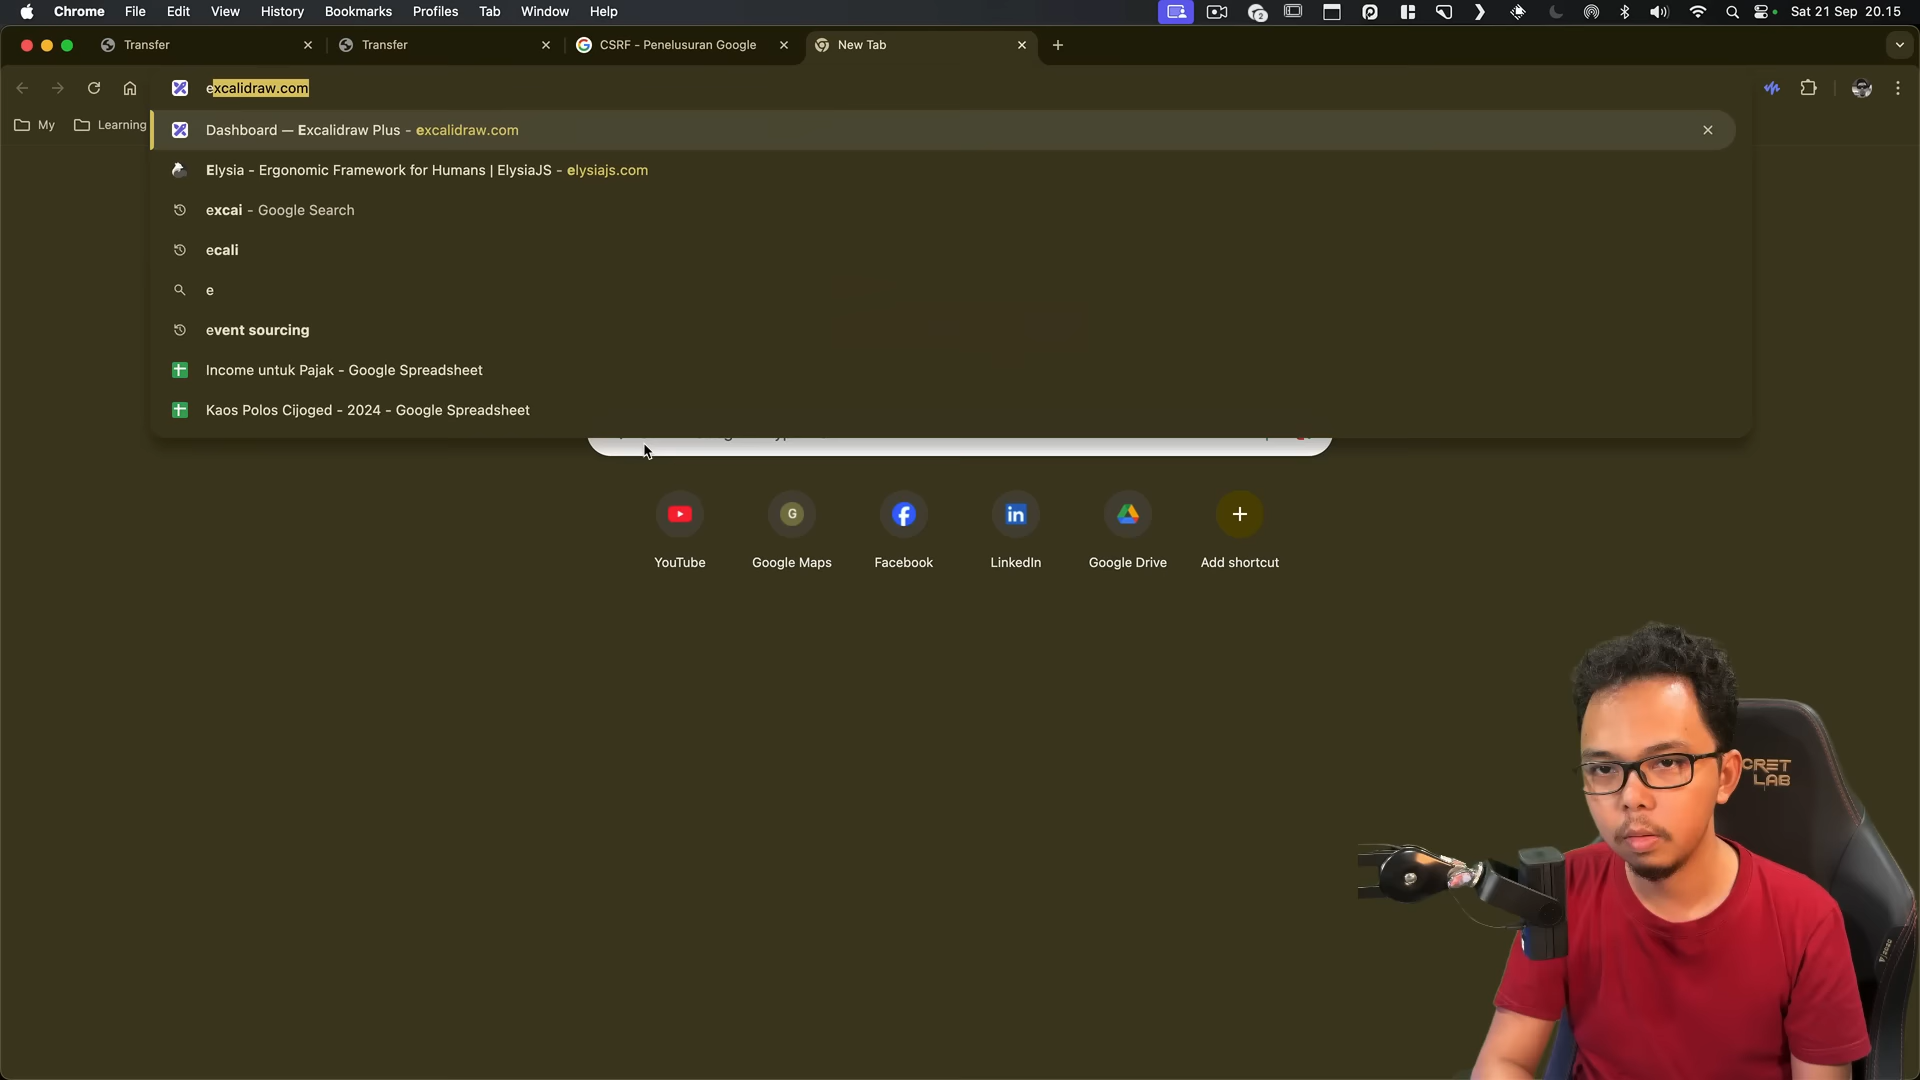 Chrome File Edit View History Bookmarks Profiles Tab Window Help 2 Sat 21 Sep 20.15
Transfer Transfer CSRF - Penelusuran Google New Tab
excalidraw.com
My Learning
Dashboard — Excalidraw Plus - excalidraw.com
Elysia - Ergonomic Framework for Humans | ElysiaJS - elysiajs.com
excai - Google Search
ecali
e
event sourcing
Income untuk Pajak - Google Spreadsheet
Kaos Polos Cijoged - 2024 - Google Spreadsheet
G
YouTube Google Maps Facebook LinkedIn Google Drive Add shortcut
CRET
LAB